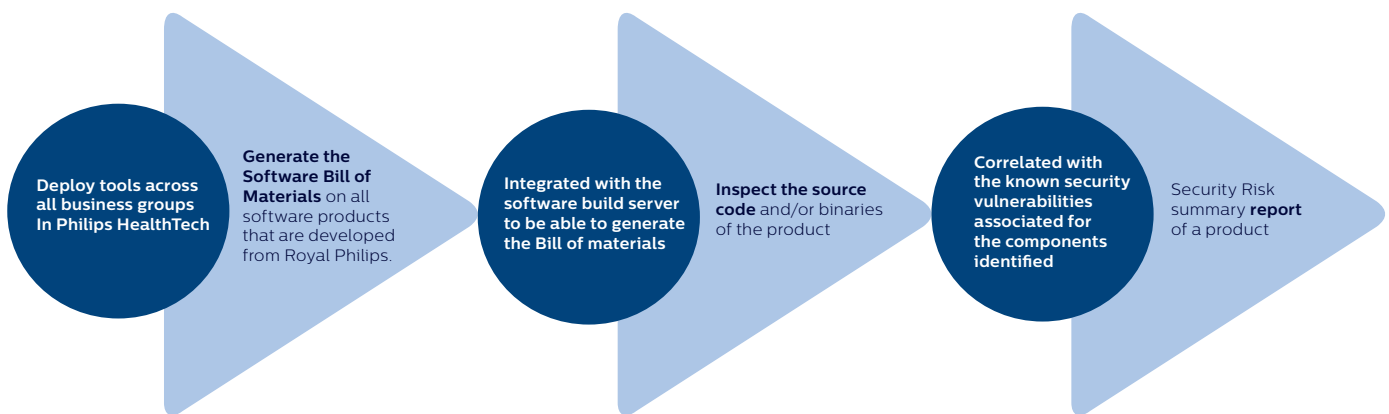 Deploy tools across
all business groups
In Philips HealthTech
Generate the
Software Bill of
Materials on all
software products
that are developed
from Royal Philips.
Integrated with the
software build server
to be able to generate
the Bill of materials
Inspect the source
code and/or binaries
of the product
Correlated with
the known security
vulnerabilities
associated for
the components
identified
Security Risk
summary report
of a product